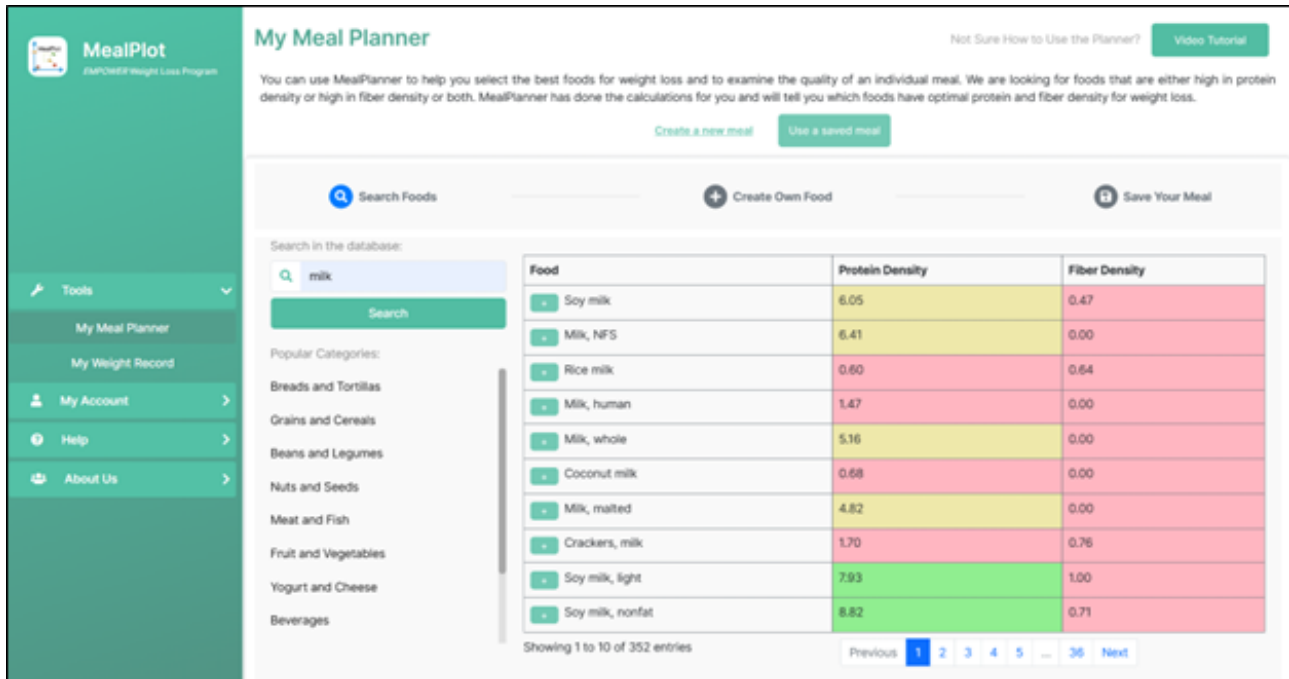 MealPlot
EMPOWER Weight Loss Program
Tools
My Meal Planner
My Weight Record
My Account
Help
About Us
My Meal Planner
Not Sure How to Use the Planner?
Video Tutorial
You can use MealPlanner to help you select the best foods for weight loss and to examine the quality of an individual meal. We are looking for foods that are either high in protein
density or high in fiber density or both. MealPlanner has done the calculations for you and will tell you which foods have optimal protein and fiber density for weight loss.
Create a new meal
Use a saved meal
Search Foods
Create Own Food
Save Your Meal
Search in the database:
milk
Search
Popular Categories:
Breads and Tortillas
Grains and Cereals
Beans and Legumes
Nuts and Seeds
Meat and Fish
Fruit and Vegetables
Yogurt and Cheese
Beverages
Food Protein Density Fiber Density
+ Soy milk 6.05 0.47
+ Milk, NFS 6.41 0.00
+ Rice milk 0.60 0.64
+ Milk, human 1.47 0.00
+ Milk, whole 5.16 0.00
+ Coconut milk 0.68 0.00
+ Milk, malted 4.82 0.00
+ Crackers, milk 1.70 0.76
+ Soy milk, light 7.93 1.00
+ Soy milk, nonfat 8.82 0.71
Showing 1 to 10 of 352 entries
Previous 1 2 3 4 5 ... 36 Next